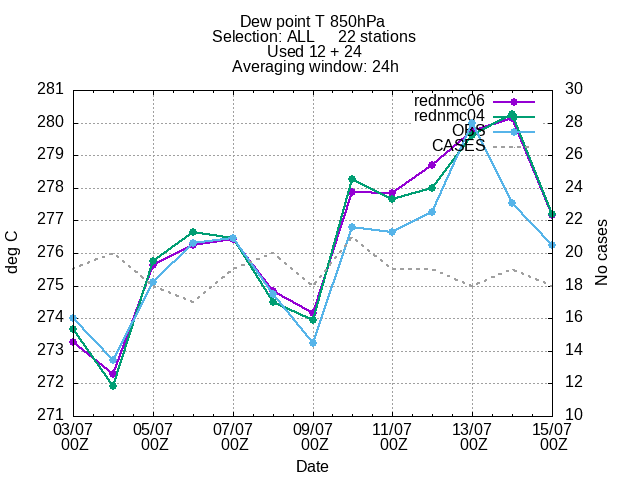 Dew point T 850hPa
Selection: ALL 22 stations
Used 12 + 24
Averaging window: 24h
281 30
rednmc06
rednmc04
OBS
CASES
280 28
279 26
278 24
277 22
276 20
275 18
274 16
273 14
272 12
271 10
deg C
No cases
03/07 05/07 07/07 09/07 11/07 13/07 15/07
00Z 00Z 00Z 00Z 00Z 00Z 00Z
Date